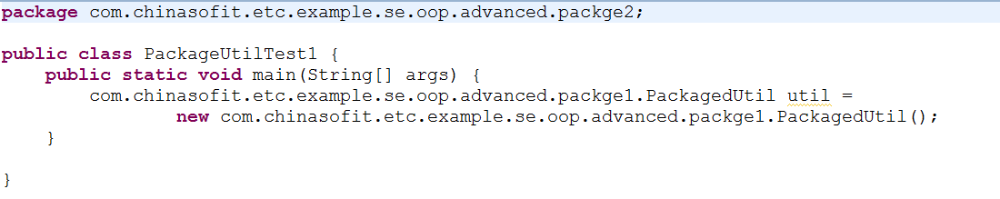 package com.chinasofit.etc.example.se.oop.advanced.packge2;
public class PackageUtilTest1 {
public static void main(String[] args) {
com.chinasofit.etc.example.se.oop.advanced.packge1.PackagedUtil util =
new com.chinasofit.etc.example.se.oop.advanced.packge1.PackagedUtil();
}
}